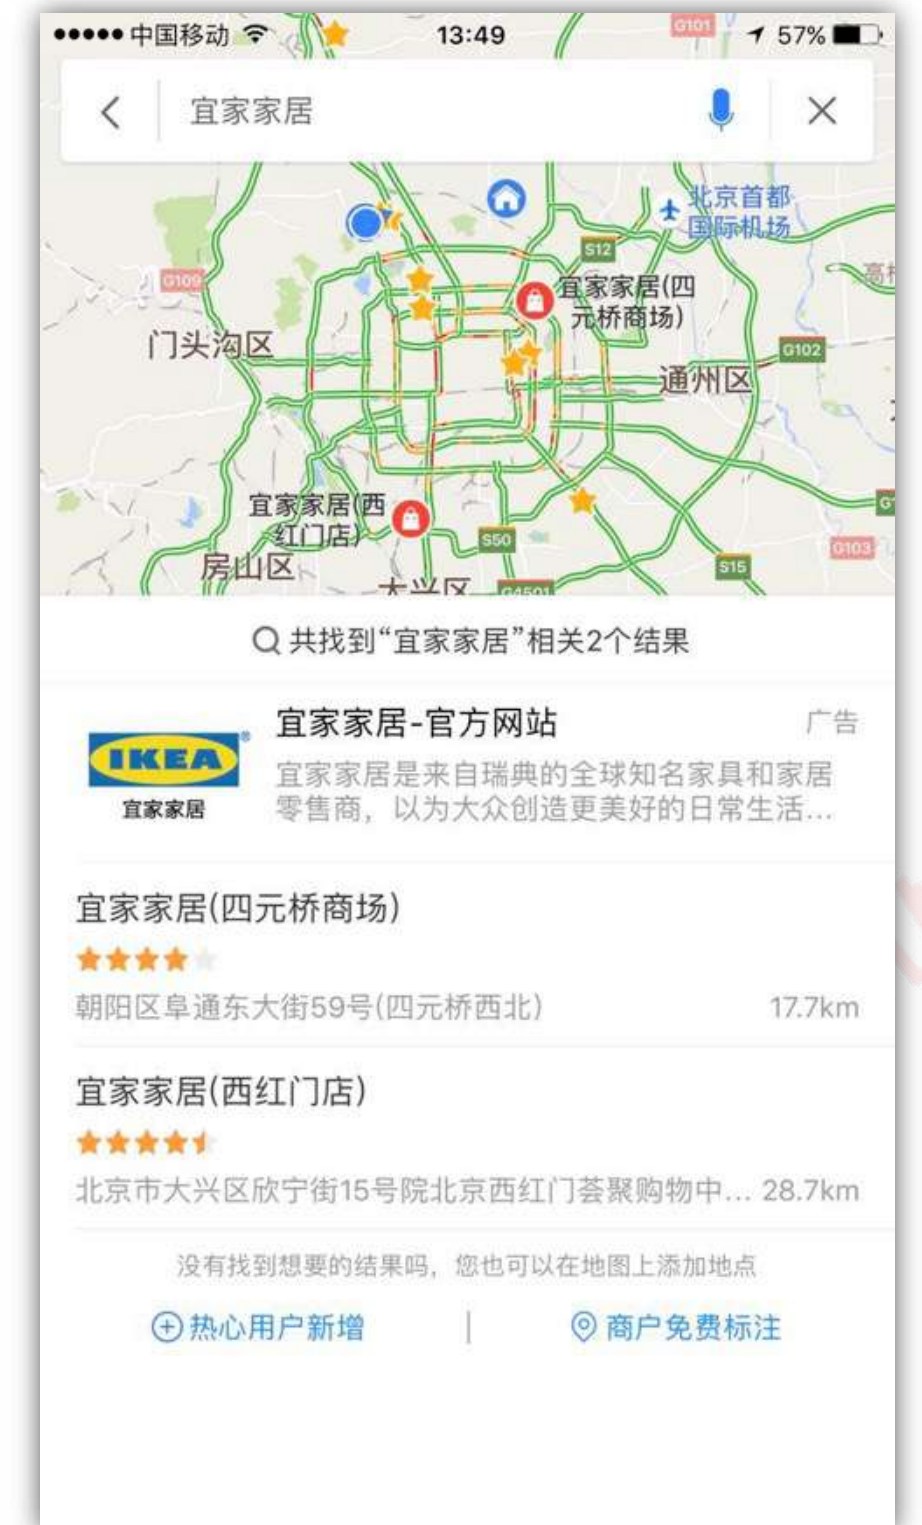 中国移动 13:49 57%
G101
宜家家居
北京首都
国际机场
S12
G109
宜家家居(四
元桥商场)
高
门头沟区
G102
通州区
宜家家居(西
红门店)
S50
G103
房山区
S15
大兴区
G4501
共找到“宜家家居”相关2个结果
宜家家居-官方网站 广告
IKEA®
宜家家居
宜家家居是来自瑞典的全球知名家具和家居
零售商，以为大众创造更美好的日常生活...
宜家家居(四元桥商场)
朝阳区阜通东大街59号(四元桥西北) 17.7km
宜家家居(西红门店)
北京市大兴区欣宁街15号院北京西红门荟聚购物中... 28.7km
没有找到想要的结果吗，您也可以在地图上添加地点
热心用户新增 | 商户免费标注